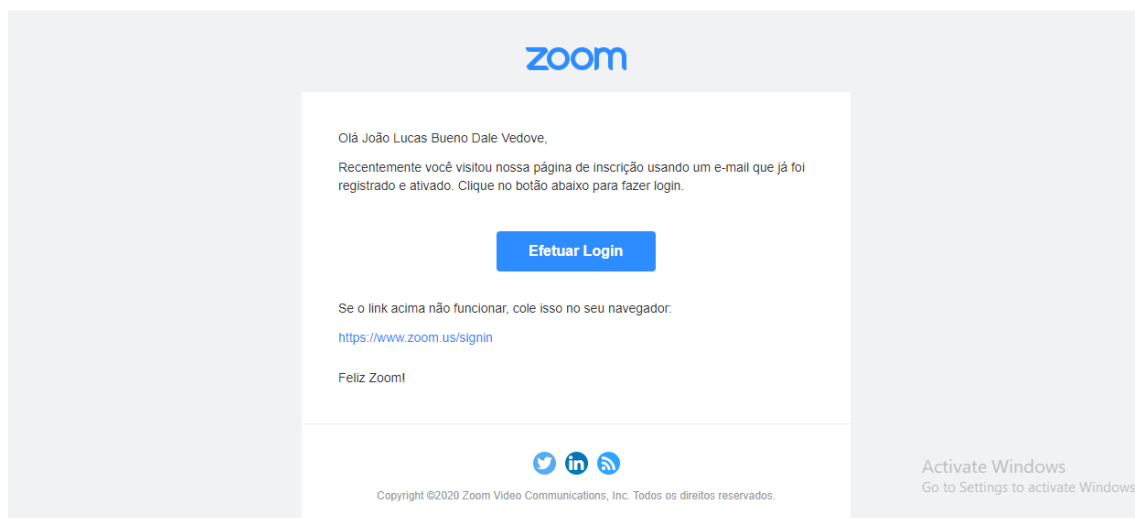 zoom
Olá João Lucas Bueno Dale Vedove,
Recentemente você visitou nossa página de inscrição usando um e-mail que já foi
registrado e ativado. Clique no botão abaixo para fazer login.
Efetuar Login
Se o link acima não funcionar, cole isso no seu navegador:
https://www.zoom.us/signin
Feliz Zoom!
in
Copyright ©2020 Zoom Video Communications, Inc. Todos os direitos reservados.
Activate Windows
Go to Settings to activate Windows